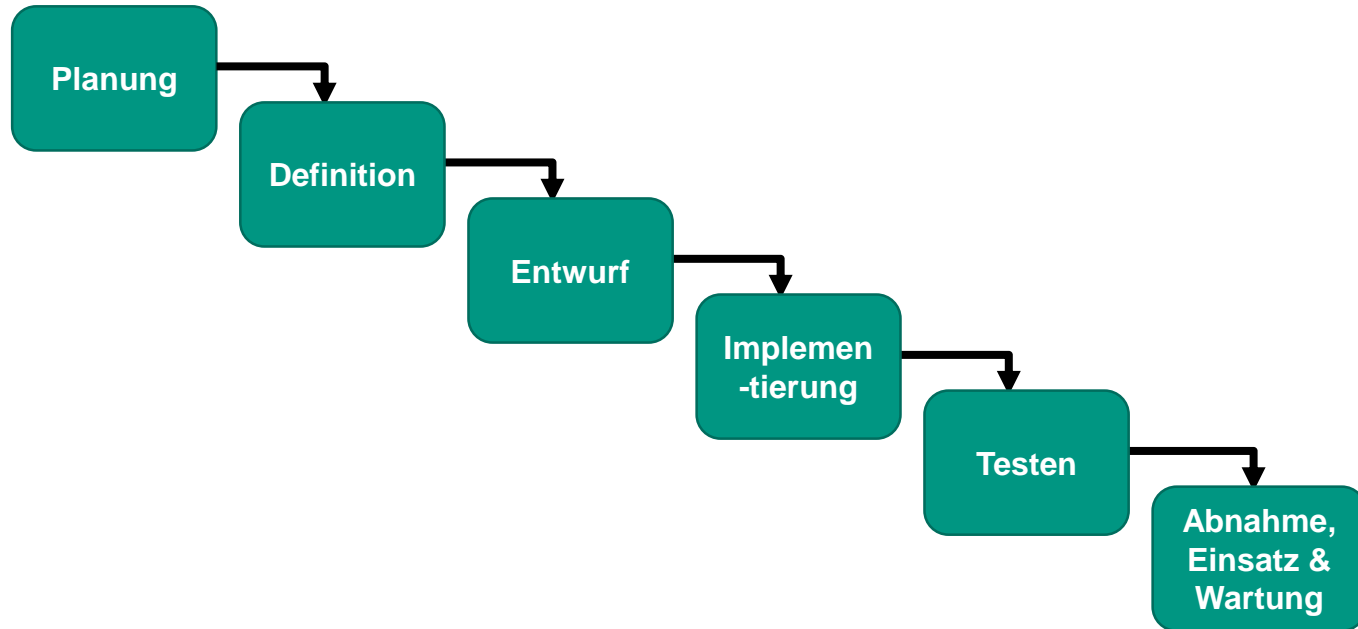 Planung
Definition
Entwurf
Implemen
-tierung
Testen
Abnahme,
Einsatz &
Wartung